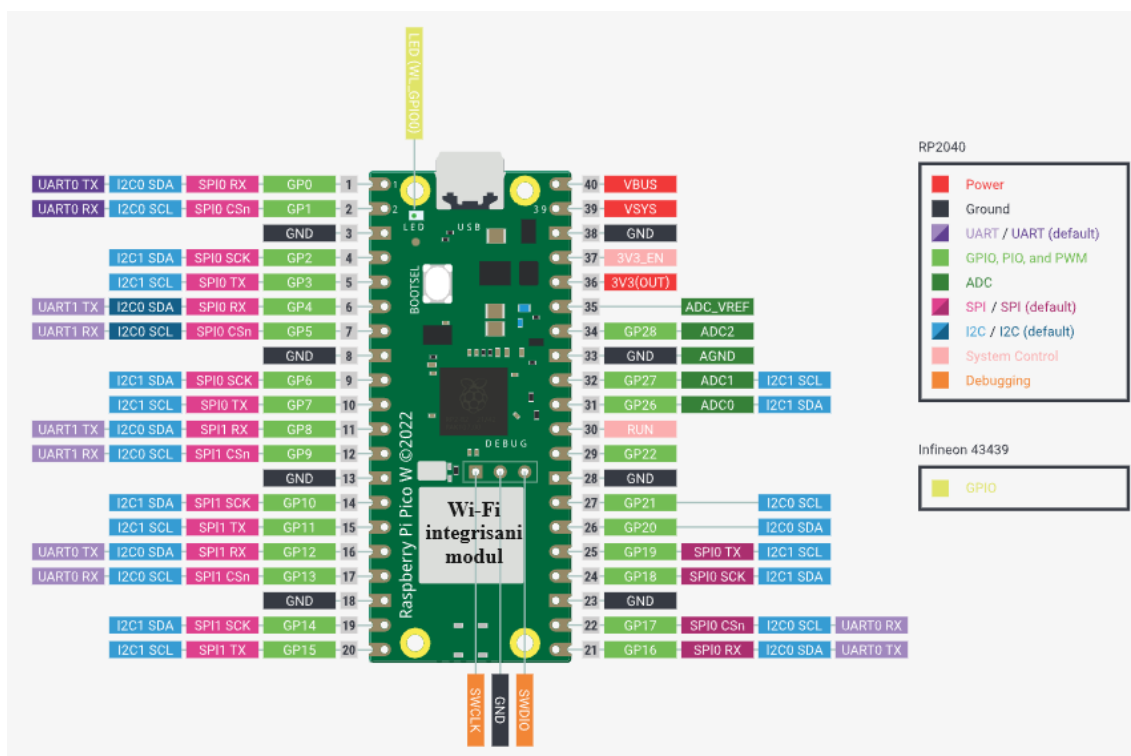 LED (WL_GPIO0)
UART0 TX I2C0 SDA SPI0 RX GP0 1 1 40 VBUS
UART0 RX I2C0 SCL SPI0 CSn GP1 2 2 39 39 VSYS
LED USB
GND 3 38 GND
I2C1 SDA SPI0 SCK GP2 4 37 3V3_EN
I2C1 SCL SPI0 TX GP3 5 36 3V3(OUT)
BOOTSEL
UART1 TX I2C0 SDA SPI0 RX GP4 6 35 ADC_VREF
UART1 RX I2C0 SCL SPI0 CSn GP5 7 34 GP28 ADC2
GND 8 33 GND AGND
I2C1 SDA SPI0 SCK GP6 9 32 GP27 ADC1 I2C1 SCL
I2C1 SCL SPI0 TX GP7 10 31 GP26 ADC0 I2C1 SDA
UART1 TX I2C0 SDA SPI1 RX GP8 11 30 RUN
DEBUG
UART1 RX I2C0 SCL SPI1 CSn GP9 12 29 GP22
GND 13 28 GND
I2C1 SDA SPI1 SCK GP10 14 27 GP21 I2C0 SCL
I2C1 SCL SPI1 TX GP11 15 26 GP20 I2C0 SDA
UART0 TX I2C0 SDA SPI1 RX GP12 16 25 GP19 SPI0 TX I2C1 SCL
UART0 RX I2C0 SCL SPI1 CSn GP13 17 24 GP18 SPI0 SCK I2C1 SDA
GND 18 23 GND
I2C1 SDA SPI1 SCK GP14 19 22 GP17 SPI0 CSn I2C0 SCL UART0 RX
I2C1 SCL SPI1 TX GP15 20 21 GP16 SPI0 RX I2C0 SDA UART0 TX
Raspberry Pi Pico W ©2022
Wi-Fi
integrisani
modul
SWCLK
GND
SWDIO
RP2040
Power
Ground
UART / UART (default)
GPIO, PIO, and PWM
ADC
SPI / SPI (default)
I2C / I2C (default)
System Control
Debugging
Infineon 43439
GPIO